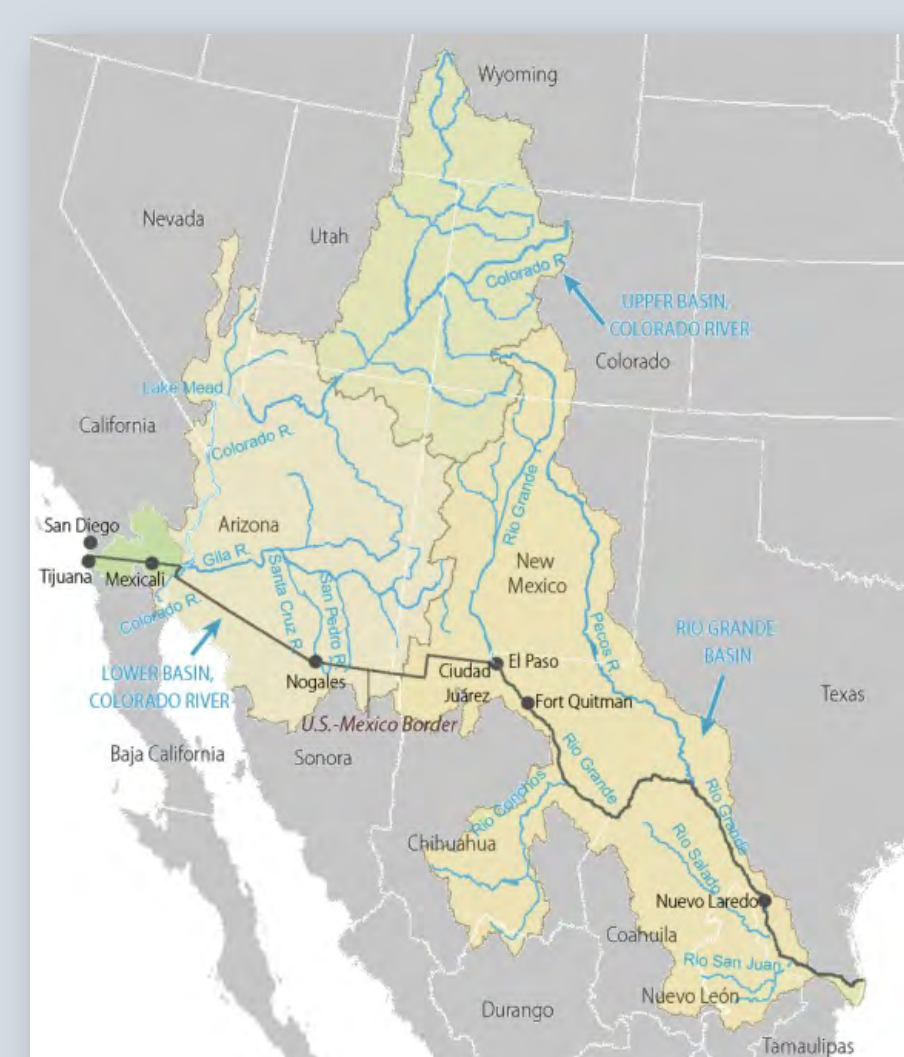 Wyoming
Nevada
Utah
Colorado R.
UPPER BASIN,
COLORADO RIVER
Colorado
Lake Mead
California
Colorado R.
Rio Grande
San Diego
Arizona
Gila R.
Tijuana
Mexicali
Santa Cruz R.
San Pedro R.
New
Mexico
Colorado R.
Pecos R.
RIO GRANDE
BASIN
LOWER BASIN,
COLORADO RIVER
Nogales
Ciudad
Juárez
El Paso
Fort Quitman
Texas
U.S.-Mexico Border
Baja California
Sonora
Rio Grande
Rio Conchos
Rio Grande
Chihuahua
Rio Salado
Nuevo Laredo
Coahuila
Rio San Juan
Durango
Nuevo León
Tamaulipas